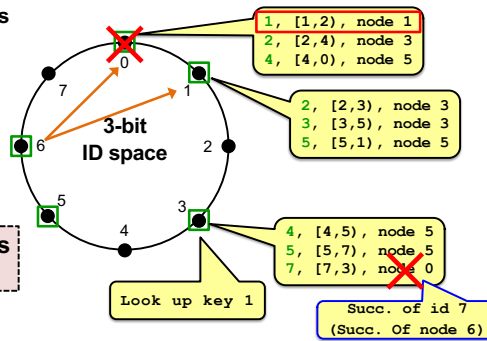 s
1, [1,2), node 1
2, [2,4), node 3
4, [4,0), node 5
0
7
1
2, [2,3), node 3
3, [3,5), node 3
5, [5,1), node 5
3-bit
ID space
6
2
5
3
4
s
4, [4,5), node 5
5, [5,7), node 5
7, [7,3), node 0
Look up key 1
Succ. of id 7
(Succ. Of node 6)